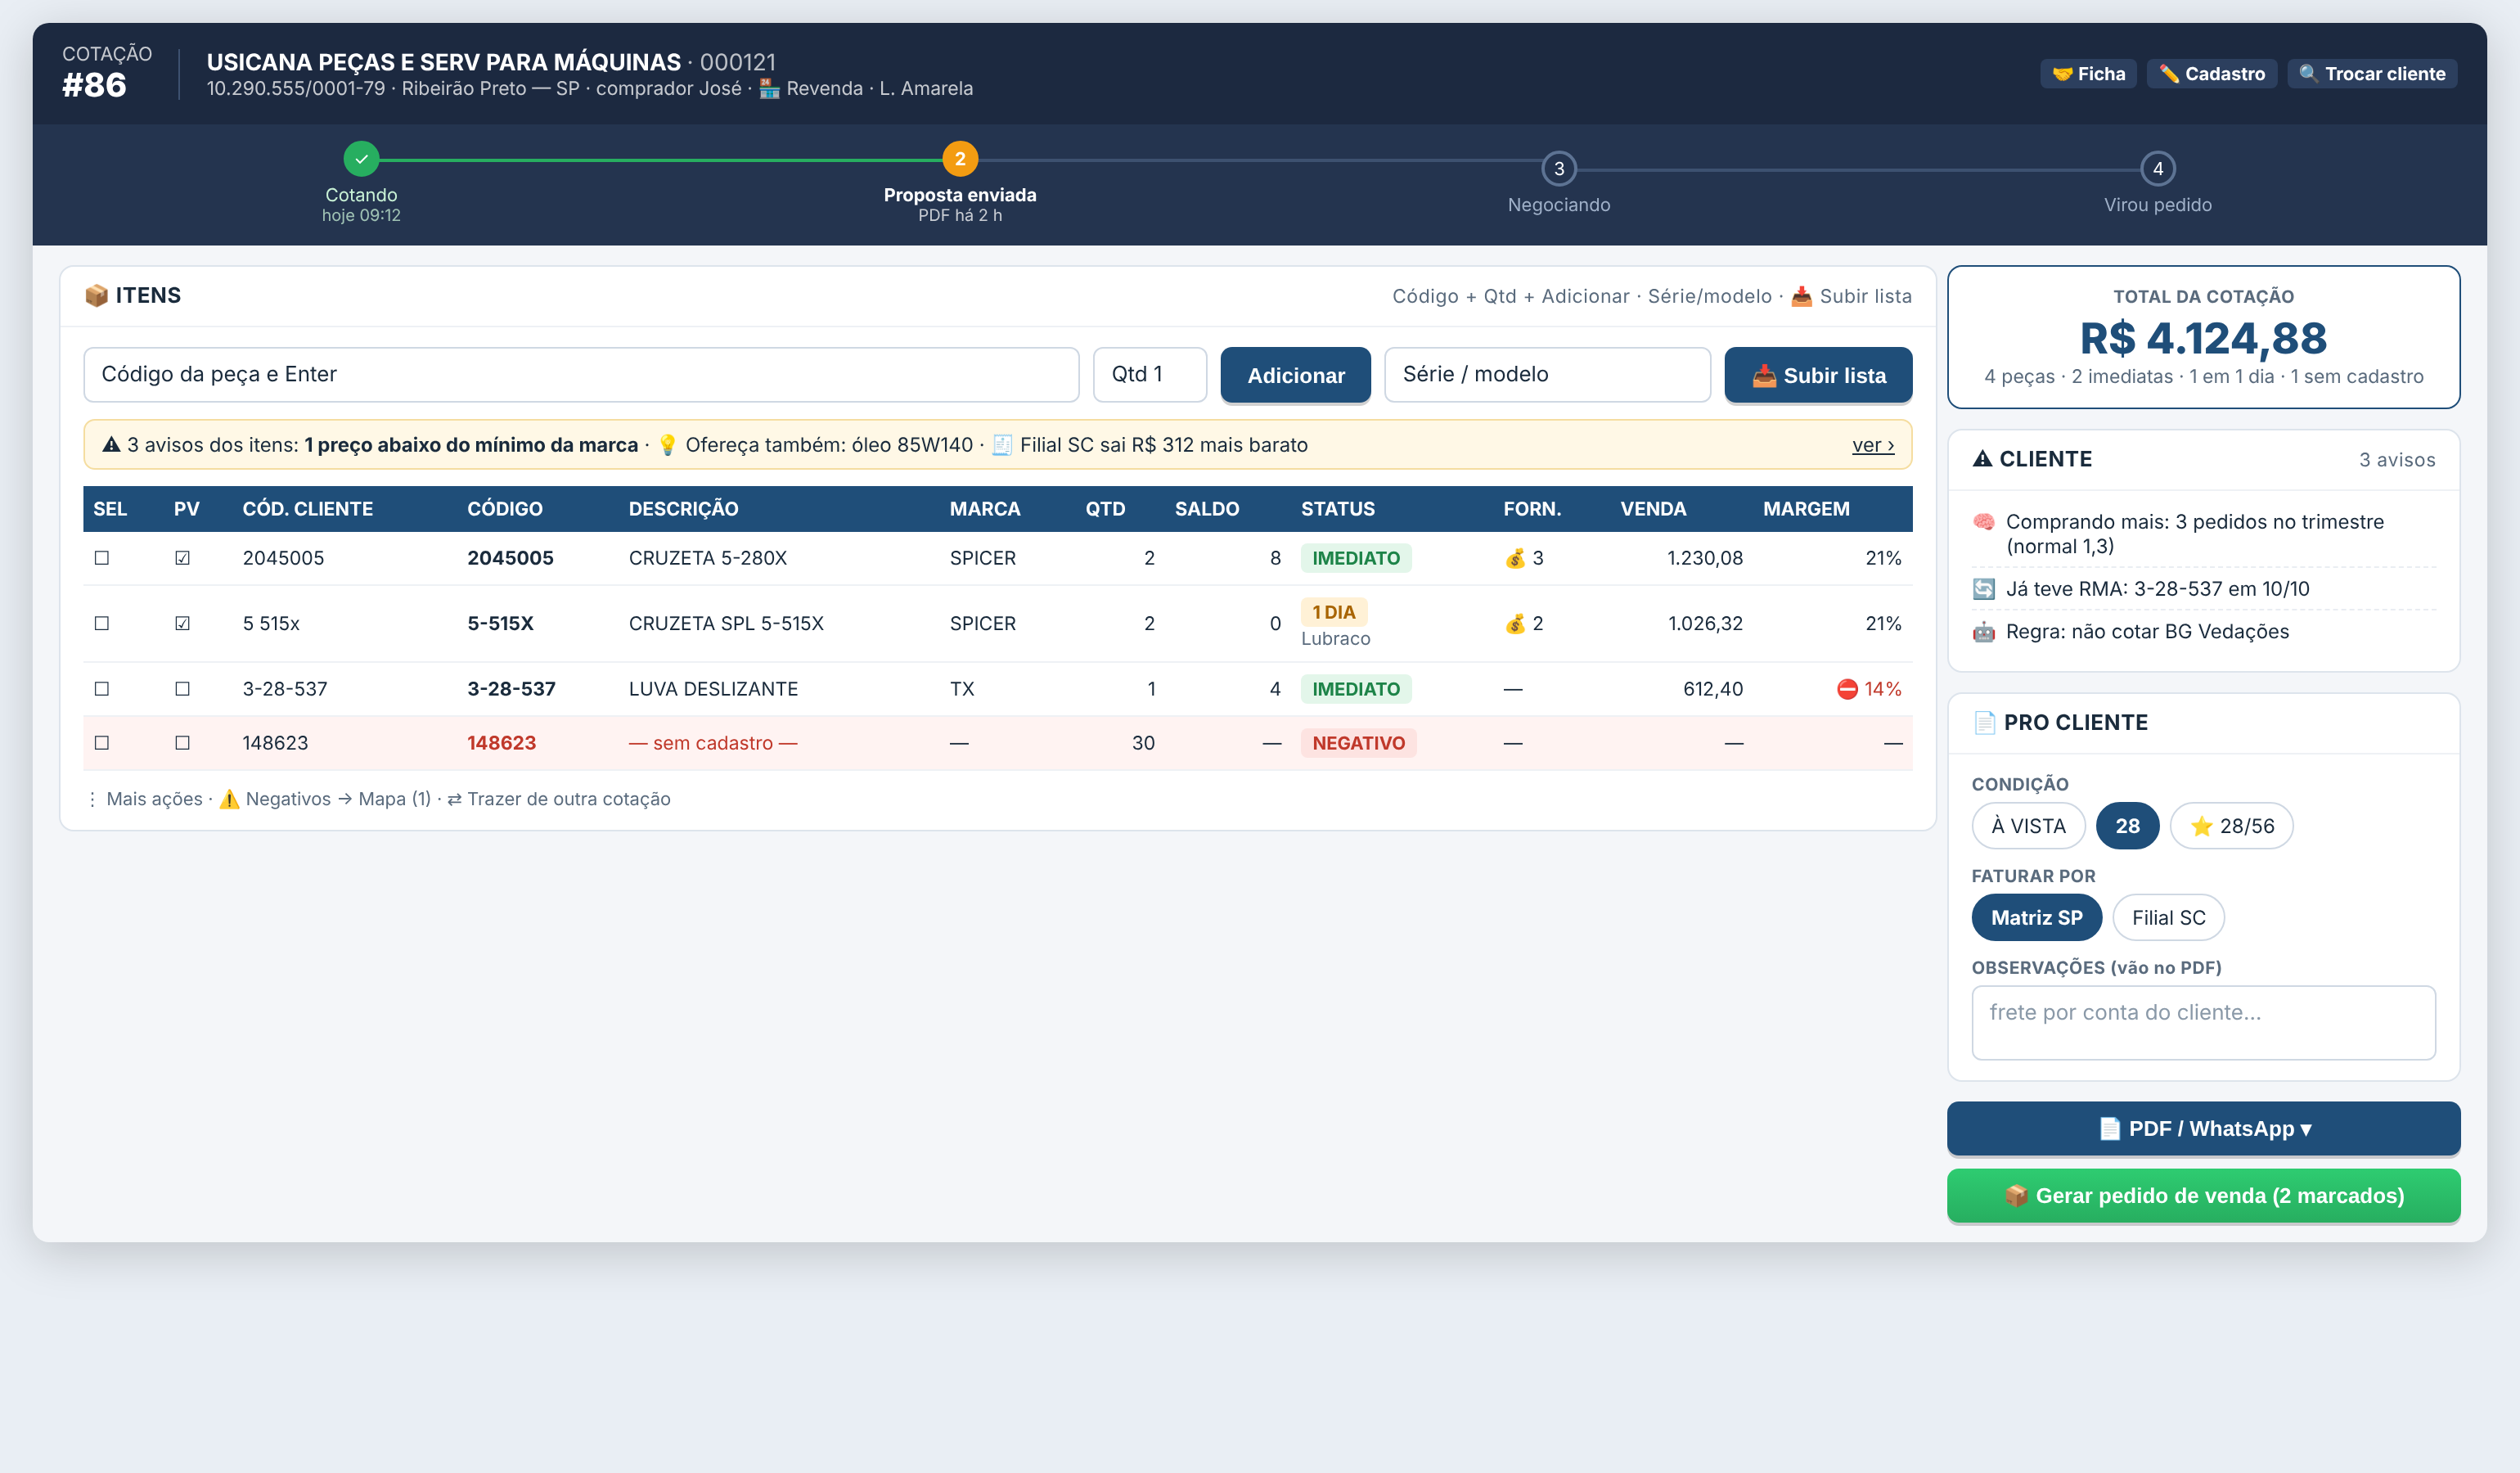 COTAÇÃO
#86
USICANA PEÇAS E SERV PARA MÁQUINAS · 000121
10.290.555/0001-79 · Ribeirão Preto — SP · comprador José · 🏪 Revenda · L. Amarela
🤝 Ficha
✏️ Cadastro
🔍 Trocar cliente
✓
Cotando
hoje 09:12
2
Proposta enviada
PDF há 2 h
3
Negociando
4
Virou pedido
📦 ITENS
Código + Qtd + Adicionar · Série/modelo · 📥 Subir lista
Código da peça e Enter
Qtd 1
Adicionar
Série / modelo
📥 Subir lista
⚠ 3 avisos dos itens: 1 preço abaixo do mínimo da marca · 💡 Ofereça também: óleo 85W140 · 🧾 Filial SC sai R$ 312 mais barato
ver ›
SEL PV CÓD. CLIENTE CÓDIGO DESCRIÇÃO MARCA QTD SALDO STATUS FORN. VENDA MARGEM
☐ ☑ 2045005 2045005 CRUZETA 5-280X SPICER 2 8 IMEDIATO 💰 3 1.230,08 21%
☐ ☑ 5 515x 5-515X CRUZETA SPL 5-515X SPICER 2 0 1 DIA 💰 2 1.026,32 21%
Lubraco
☐ ☐ 3-28-537 3-28-537 LUVA DESLIZANTE TX 1 4 IMEDIATO — 612,40 ⛔ 14%
☐ ☐ 148623 148623 — sem cadastro — — 30 — NEGATIVO — — —
⋮ Mais ações · ⚠️ Negativos → Mapa (1) · ⇄ Trazer de outra cotação
TOTAL DA COTAÇÃO
R$ 4.124,88
4 peças · 2 imediatas · 1 em 1 dia · 1 sem cadastro
⚠ CLIENTE
3 avisos
🧠 Comprando mais: 3 pedidos no trimestre
(normal 1,3)
🔄 Já teve RMA: 3-28-537 em 10/10
🤖 Regra: não cotar BG Vedações
📄 PRO CLIENTE
CONDIÇÃO
À VISTA
28
⭐ 28/56
FATURAR POR
Matriz SP
Filial SC
OBSERVAÇÕES (vão no PDF)
frete por conta do cliente...
📄 PDF / WhatsApp ▾
📦 Gerar pedido de venda (2 marcados)